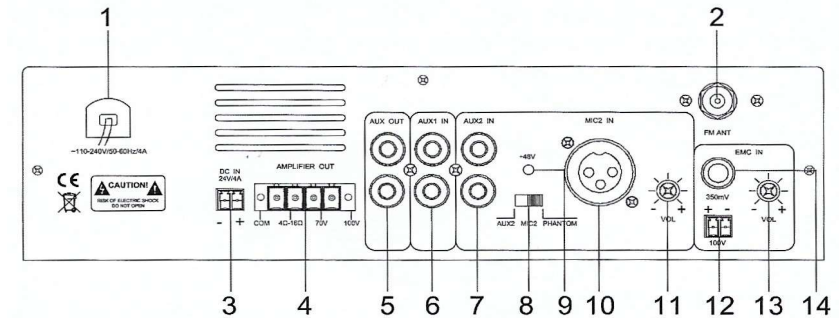 1
2
FM ANT
~110-240V/50-60Hz/4A
CE
CAUTION!
RISK OF ELECTRIC SHOCK
DO NOT OPEN
DC IN
24V/4A
- +
AMPLIFIER OUT
COM 4Ω-16Ω 70V 100V
AUX OUT
AUX1 IN
AUX2 IN
MIC2 IN
~48V
AUX2 MIC2 PHANTOM
- +
VOL
EMC IN
350mV
+ -
100V
- +
VOL
3 4 5 6 7 8 9 10 11 12 13 14